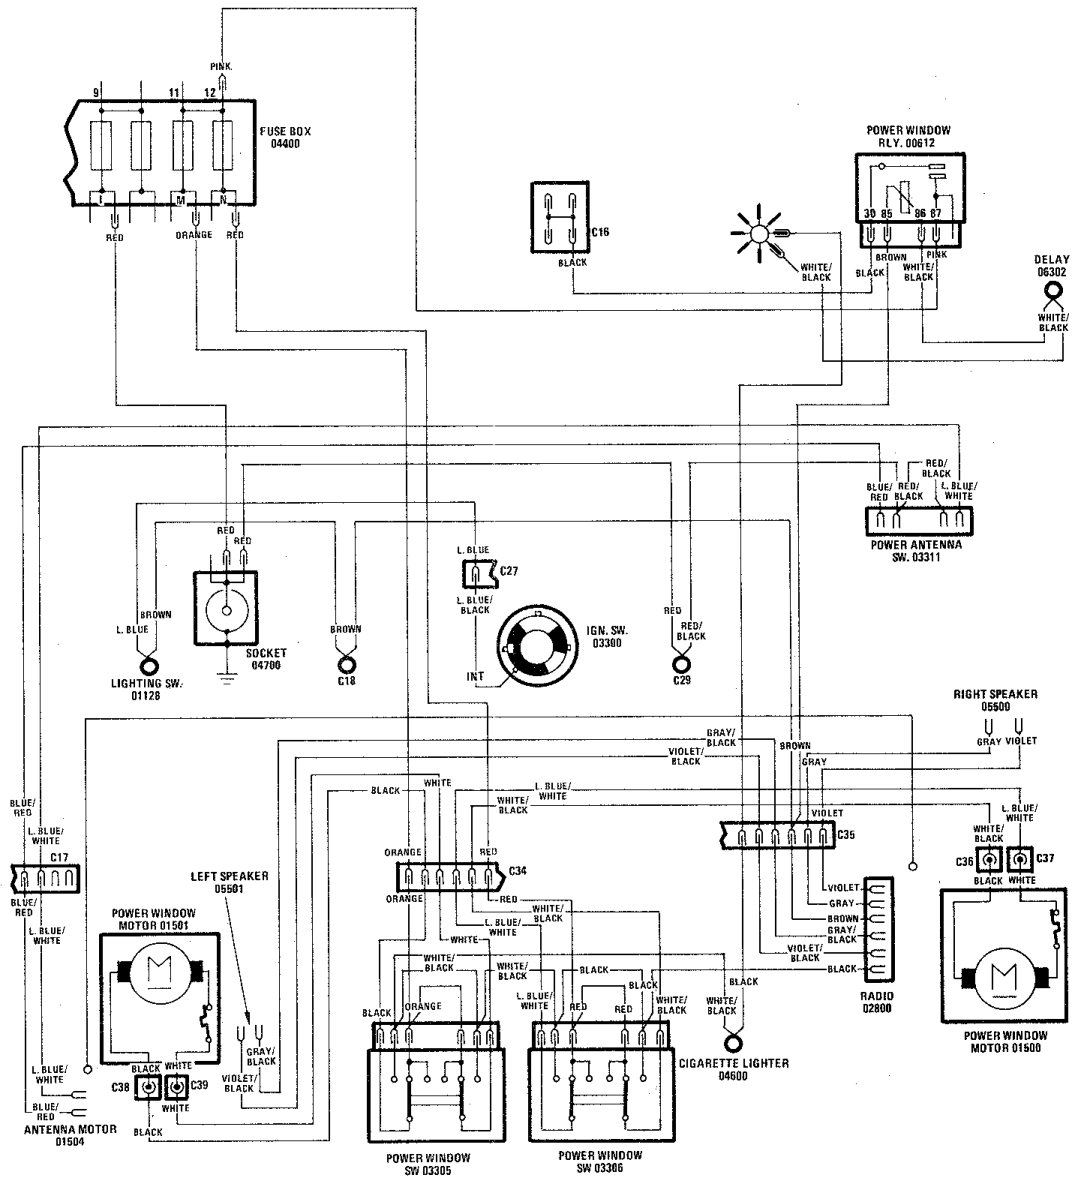 PINK
9
11
12
FUSE BOX
04400
I
M
N
RED
ORANGE
RED
POWER WINDOW
RLY. 00612
30
85
86
87
C16
BLACK
WHITE/
BLACK
BLACK
BROWN
WHITE/
BLACK
PINK
DELAY
06302
WHITE/
BLACK
BLUE/
RED
RED/
BLACK
RED/
BLACK
L. BLUE/
WHITE
POWER ANTENNA
SW. 03311
RED
RED
L. BLUE
C27
L. BLUE/
BLACK
INT
IGN. SW.
03300
BROWN
L. BLUE
LIGHTING SW.
01128
SOCKET
04700
BROWN
C18
RED
RED/
BLACK
C29
RIGHT SPEAKER
05500
GRAY
VIOLET
GRAY/
BLACK
VIOLET/
BLACK
BROWN
GRAY
WHITE
BLACK
L. BLUE/
WHITE
WHITE/
BLACK
VIOLET
L. BLUE/
WHITE
WHITE/
BLACK
BLUE/
RED
L. BLUE/
WHITE
C17
BLUE/
RED
L. BLUE/
WHITE
LEFT SPEAKER
05501
ORANGE
RED
C34
ORANGE
RED
C35
C36
C37
BLACK
WHITE
POWER WINDOW
MOTOR 01501
M
WHITE
WHITE/
BLACK
L. BLUE/
WHITE
WHITE/
BLACK
WHITE/
BLACK
BLACK
ORANGE
BLACK
L. BLUE/
WHITE
RED
RED
BLACK
WHITE/
BLACK
VIOLET
GRAY
BROWN
GRAY/
BLACK
VIOLET/
BLACK
BLACK
RADIO
02800
BLACK
WHITE/
BLACK
CIGARETTE LIGHTER
04600
M
POWER WINDOW
MOTOR 01500
BLACK
WHITE
C38
C39
WHITE
BLACK
GRAY/
BLACK
VIOLET/
BLACK
L. BLUE/
WHITE
BLUE/
RED
ANTENNA MOTOR
01504
POWER WINDOW
SW 03305
POWER WINDOW
SW 03306